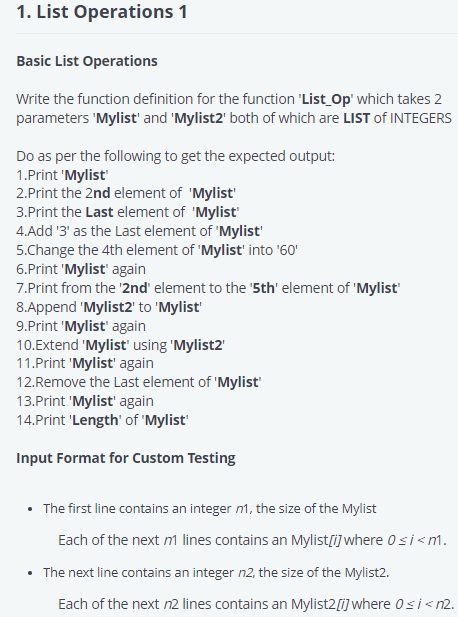 1. List Operations 1
Basic List Operations
Write the function definition for the function 'List_Op' which takes 2
parameters 'Mylist' and 'Mylist2' both of which are LIST of INTEGERS
Do as per the following to get the expected output:
1.Print 'Mylist'
2.Print the 2nd element of 'Mylist'
3.Print the Last element of 'Mylist'
4.Add '3' as the Last element of 'Mylist'
5.Change the 4th element of 'Mylist' into '60'
6.Print 'Mylist' again
7.Print from the '2nd' element to the '5th' element of 'Mylist'
8.Append 'Mylist2' to 'Mylist'
9.Print 'Mylist' again
10.Extend 'Mylist' using 'Mylist2'
11.Print 'Mylist' again
12.Remove the Last element of 'Mylist'
13.Print 'Mylist' again
14.Print 'Length' of 'Mylist'
Input Format for Custom Testing
• The first line contains an integer n1, the size of the Mylist
Each of the next n1 lines contains an Mylist[i] where 0 ≤ i < n1.
• The next line contains an integer n2, the size of the Mylist2.
Each of the next n2 lines contains an Mylist2[i] where 0 ≤ i < n2.